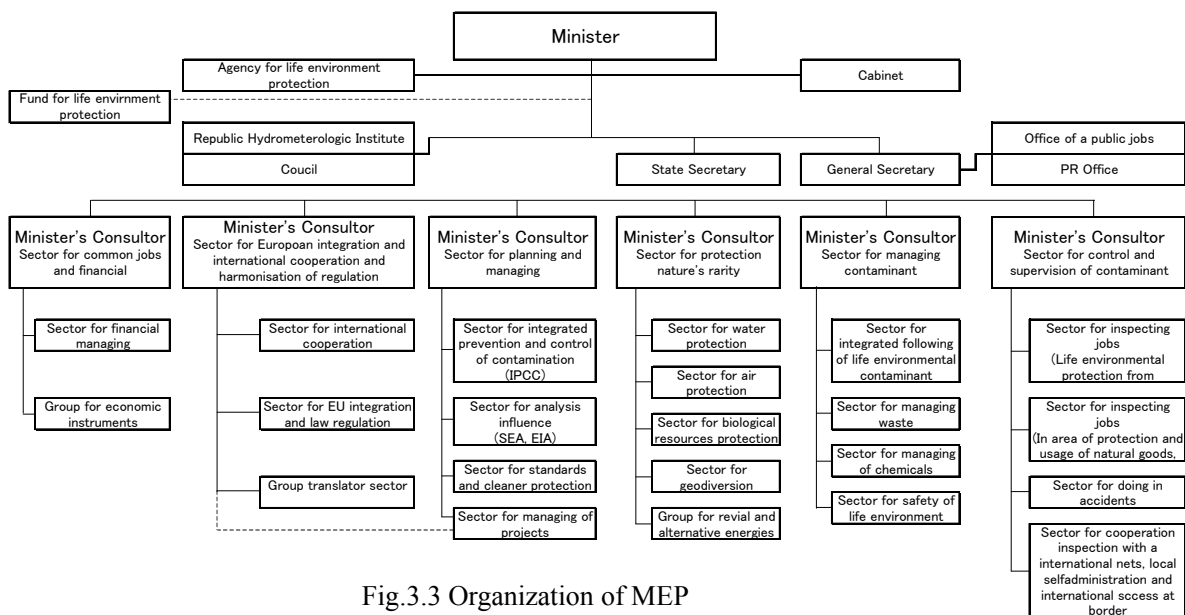 Minister
Agency for life environment
protection
Cabinet
Fund for life envirnment
protection
Republic Hydrometerologic Institute
Office of a public jobs
Coucil
State Secretary
General Secretary
PR Office
Minister's Consultor
Sector for common jobs
and financial
Minister's Consultor
Sector for Europoan integration and
international cooperation and
harmonisation of regulation
Minister's Consultor
Sector for planning and
managing
Minister's Consultor
Sector for protection
nature's rarity
Minister's Consultor
Sector for managing
contaminant
Minister's Consultor
Sector for control and
supervision of contaminant
Sector for financial
managing
Group for economic
instruments
Sector for international
cooperation
Sector for EU integration
and law regulation
Group translator sector
Sector for integrated
prevention and control
of contamination
(IPCC)
Sector for analysis
influence
(SEA, EIA)
Sector for standards
and cleaner protection
Sector for managing of
projects
Sector for water
protection
Sector for air
protection
Sector for biological
resources protection
Sector for
geodiversion
Group for revial and
alternative energies
Sector for
integrated following
of life environmental
contaminant
Sector for managing
waste
Sector for managing
of chemicals
Sector for safety of
life environment
Sector for inspecting
jobs
(Life environmental
protection from
Sector for inspecting
jobs
(In area of protection and
usage of natural goods,
Sector for doing in
accidents
Sector for cooperation
inspection with a
international nets, local
selfadministration and
international sccess at
border
Fig.3.3 Organization of MEP